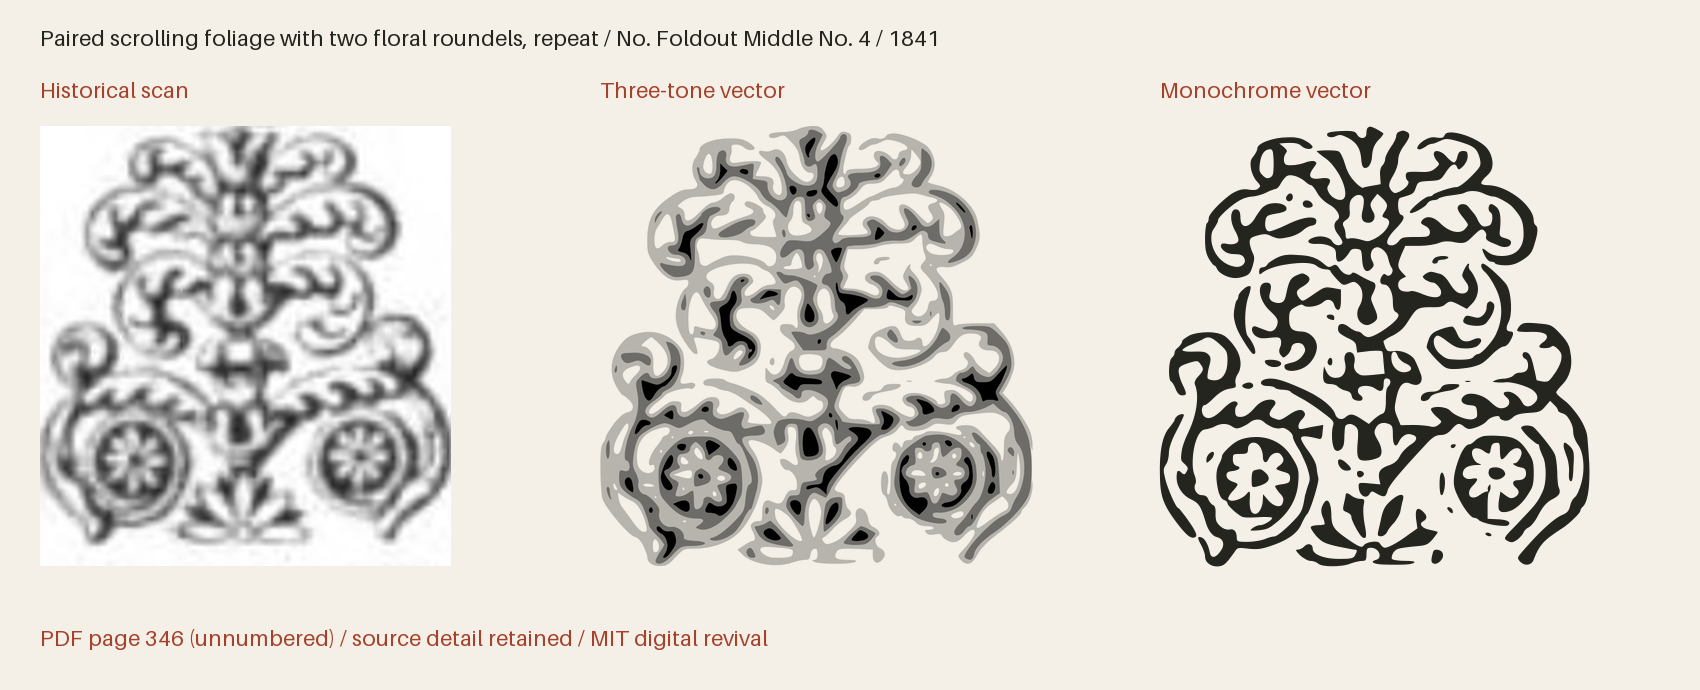 Paired scrolling foliage with two floral roundels, repeat / No. Foldout Middle No. 4 / 1841
Historical scan
Three-tone vector
Monochrome vector
PDF page 346 (unnumbered) / source detail retained / MIT digital revival